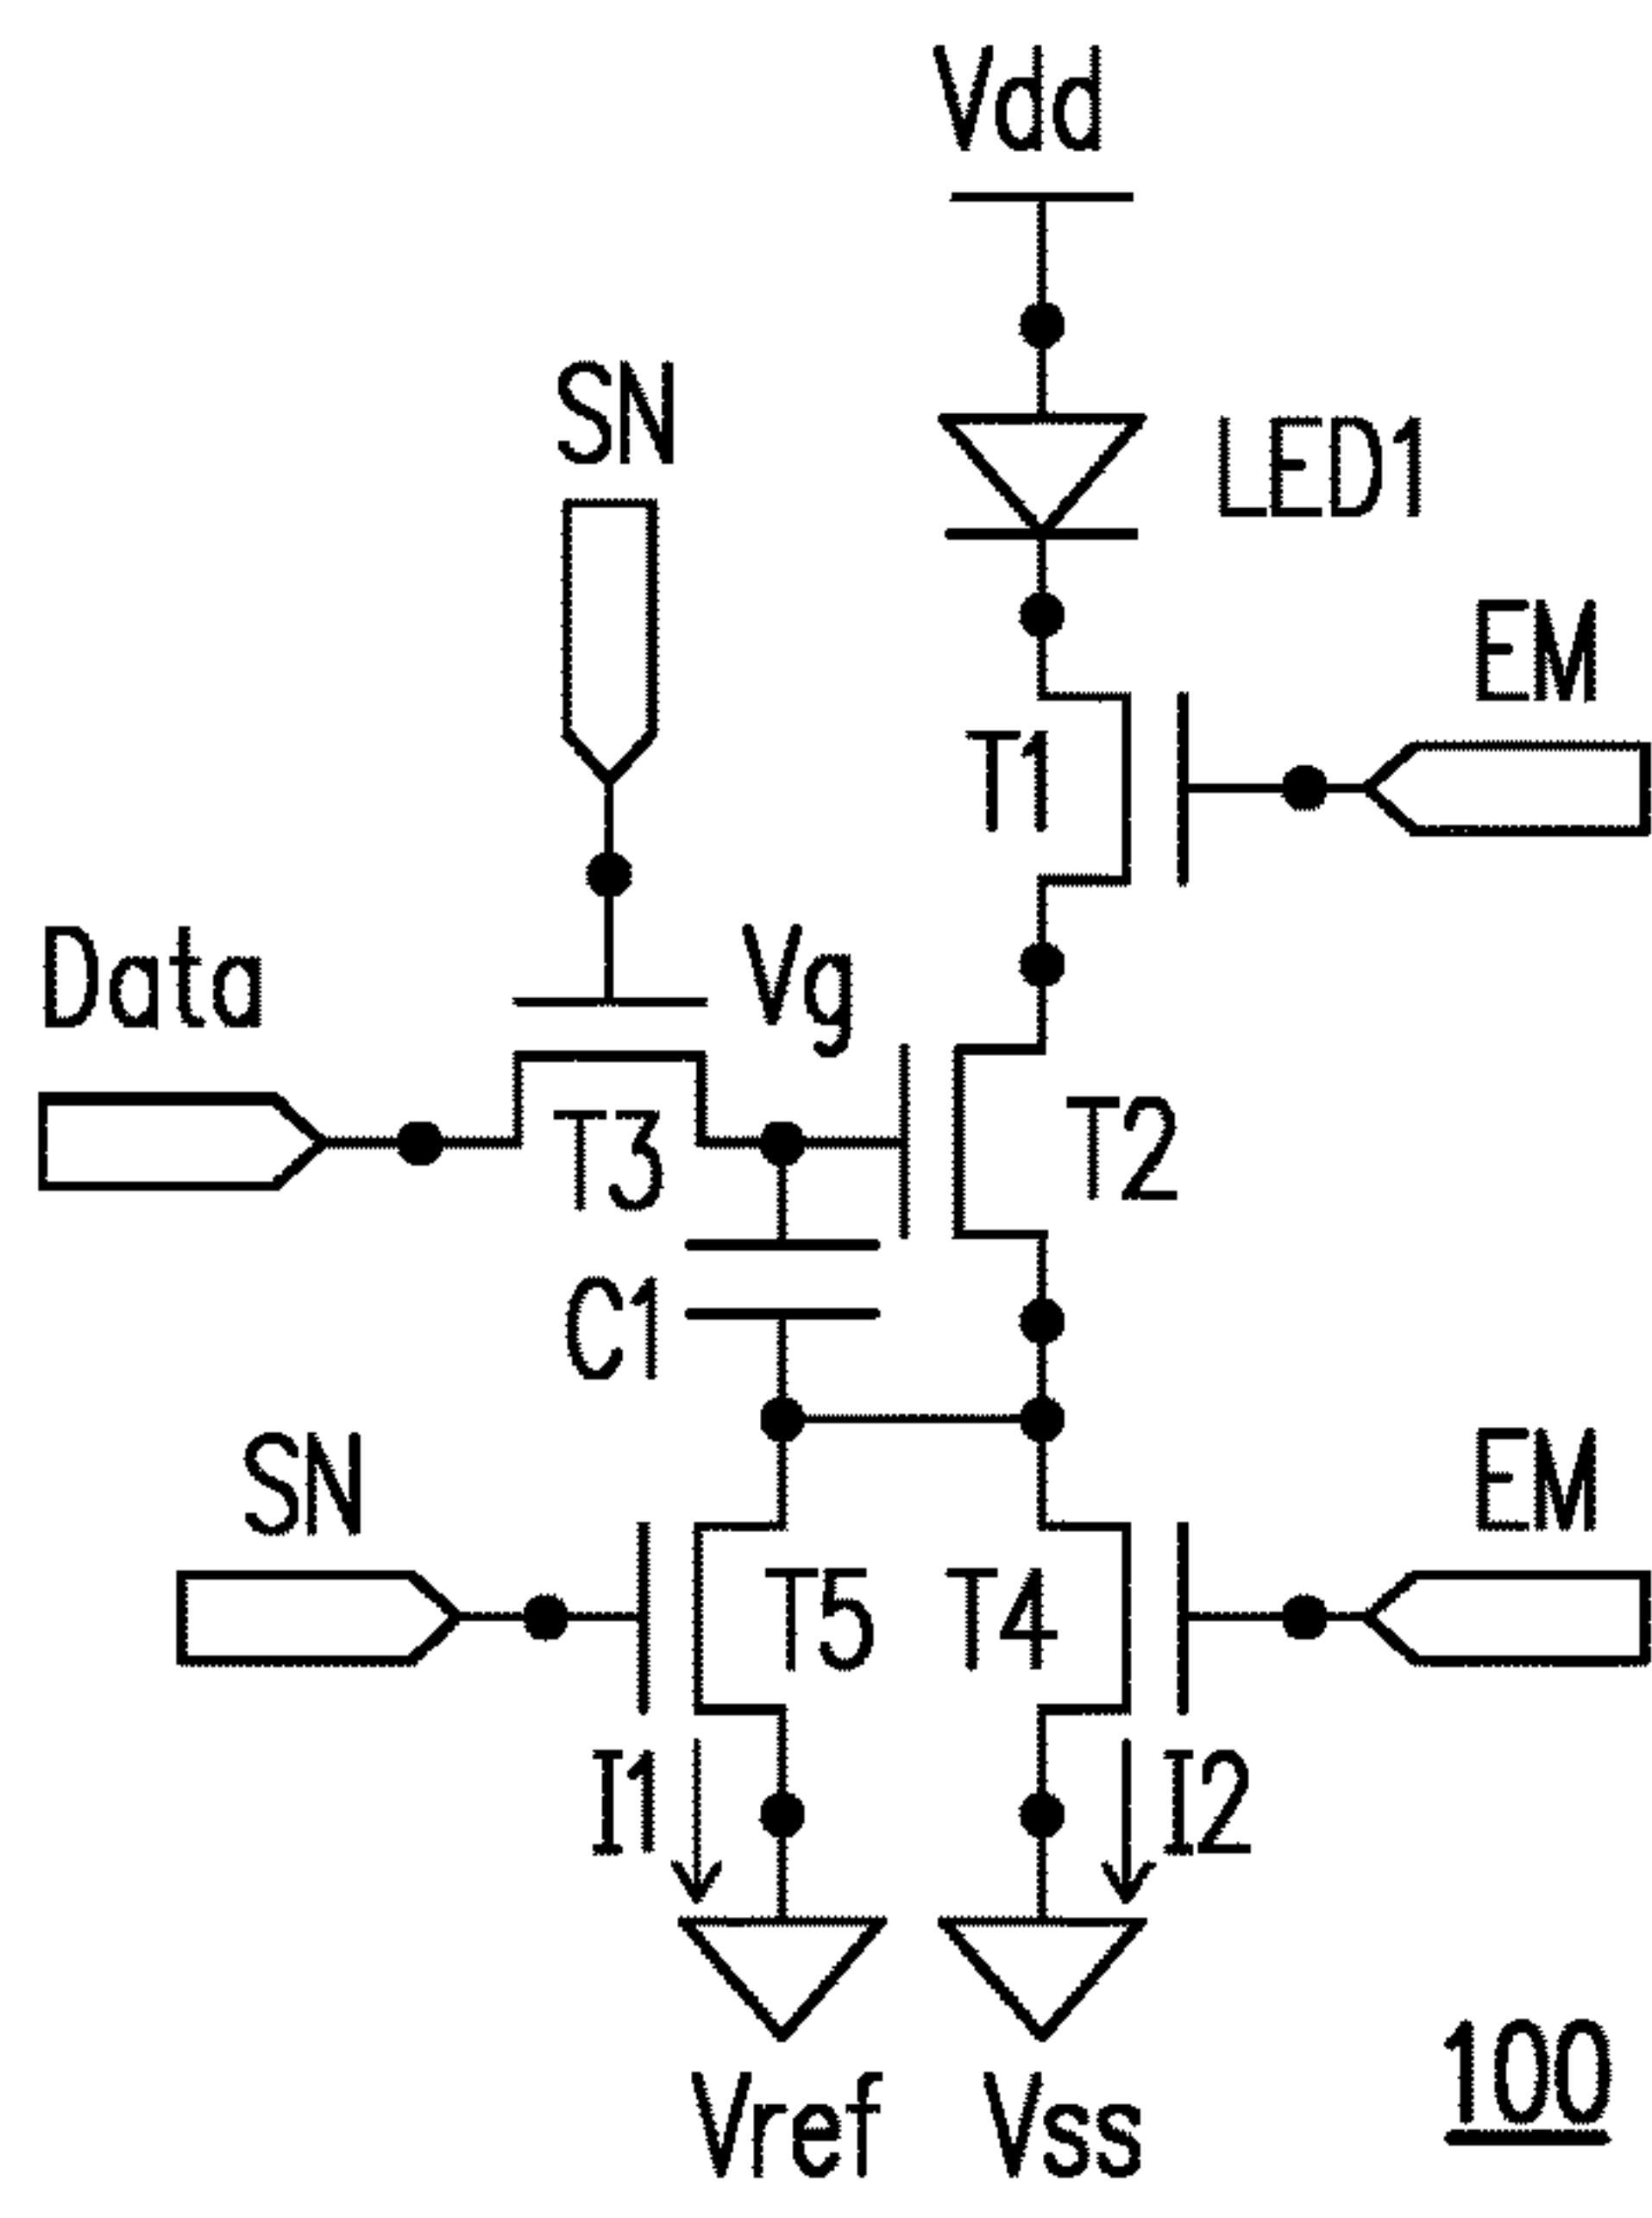 Vdd
SN
LED1
EM
T1
Data
Vg
T3
T2
C1
SN
EM
T5
T4
I1
I2
Vref
Vss
100